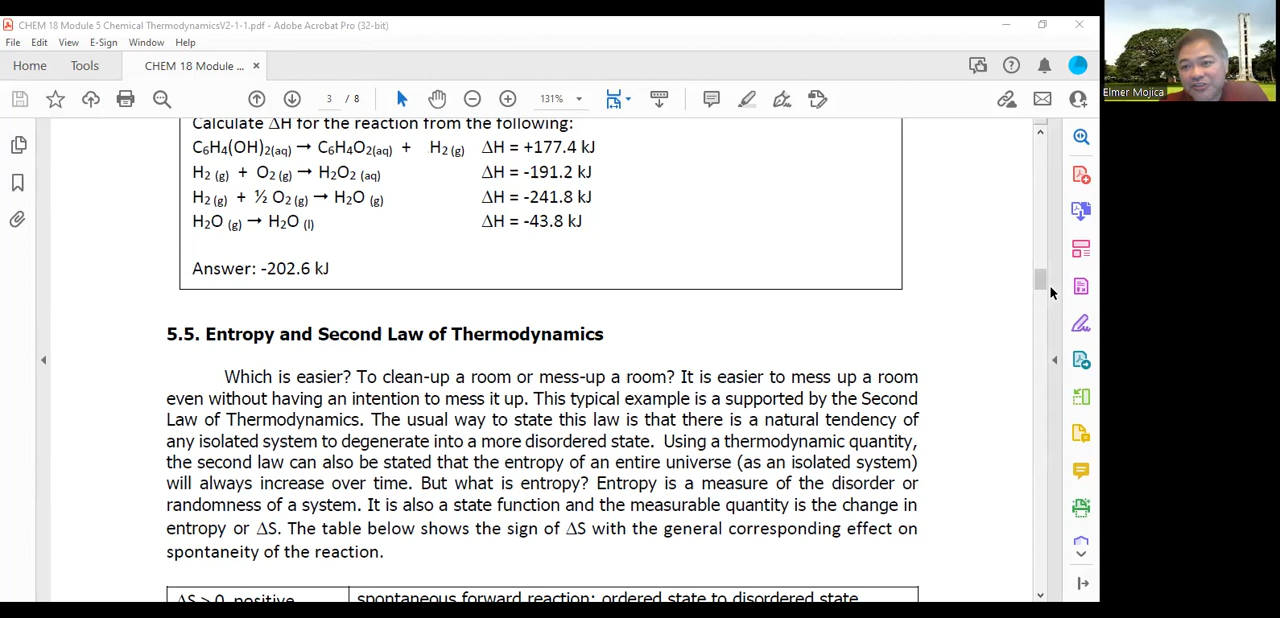 CHEM 18 Module 5 Chemical ThermodynamicsV2-1-1.pdf - Adobe Acrobat Pro (32-bit)
File Edit View E-Sign Window Help
Home Tools CHEM 18 Module ... ×
3 / 8 131%
Elmer Mojica
Calculate ΔH for the reaction from the following:
C₆H₄(OH)₂(aq) → C₆H₄O₂(aq) + H₂ (g) ΔH = +177.4 kJ
H₂ (g) + O₂ (g) → H₂O₂ (aq) ΔH = -191.2 kJ
H₂ (g) + ½ O₂ (g) → H₂O (g) ΔH = -241.8 kJ
H₂O (g) → H₂O (l) ΔH = -43.8 kJ
Answer: -202.6 kJ
5.5. Entropy and Second Law of Thermodynamics
Which is easier? To clean-up a room or mess-up a room? It is easier to mess up a room
even without having an intention to mess it up. This typical example is a supported by the Second
Law of Thermodynamics. The usual way to state this law is that there is a natural tendency of
any isolated system to degenerate into a more disordered state. Using a thermodynamic quantity,
the second law can also be stated that the entropy of an entire universe (as an isolated system)
will always increase over time. But what is entropy? Entropy is a measure of the disorder or
randomness of a system. It is also a state function and the measurable quantity is the change in
entropy or ΔS. The table below shows the sign of ΔS with the general corresponding effect on
spontaneity of the reaction.
ΔS > 0, positive spontaneous forward reaction; ordered state to disordered state